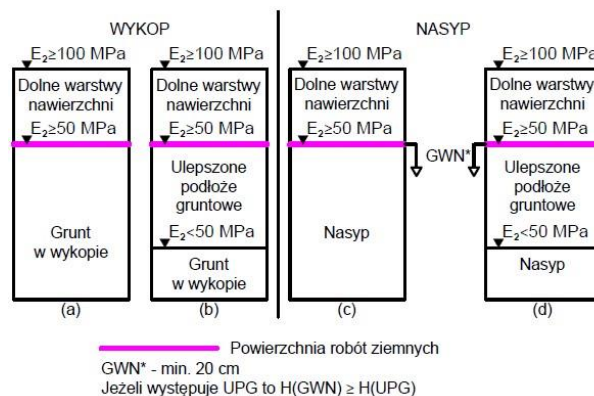 WYKOP
NASYP
E2≥100 MPa
Dolne warstwy
nawierzchni
E2≥50 MPa
Grunt
w wykopie
(a)
E2≥100 MPa
Dolne warstwy
nawierzchni
E2≥50 MPa
Ulepszone
podłoże
gruntowe
E2<50 MPa
Grunt
w wykopie
(b)
E2≥100 MPa
Dolne warstwy
nawierzchni
E2≥50 MPa
Nasyp
(c)
GWN*
E2≥100 MPa
Dolne warstwy
nawierzchni
E2≥50 MPa
Ulepszone
podłoże
gruntowe
E2<50 MPa
Nasyp
(d)
Powierzchnia robót ziemnych
GWN* - min. 20 cm
Jeżeli występuje UPG to H(GWN) ≥ H(UPG)